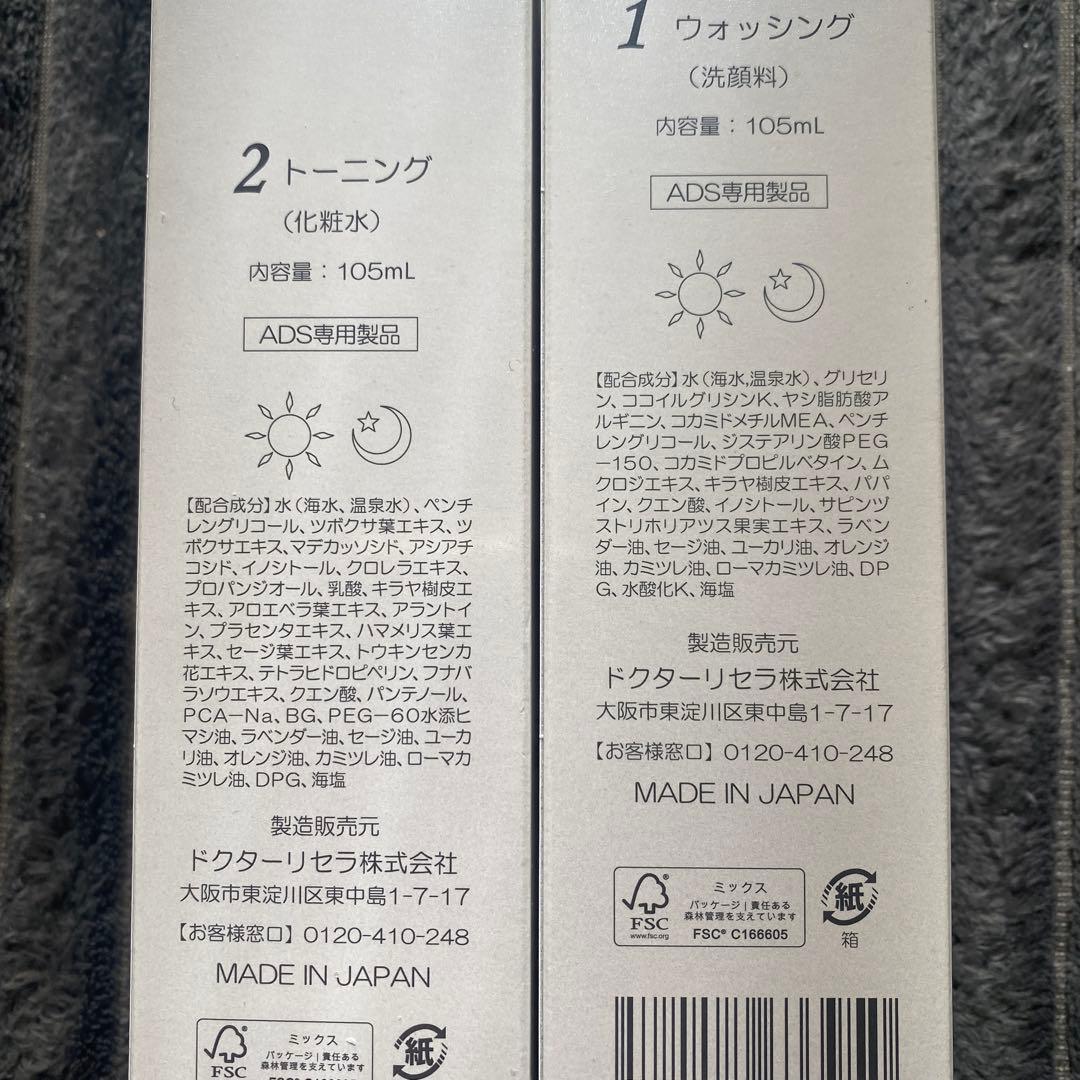 2 トーニング
(化粧水)
内容量：105mL
ADS専用製品
【配合成分】水（海水、温泉水）、ペンチ
レングリコール、ツボクサ葉エキス、ツ
ボクサエキス、マデカッソシド、アシアチ
コシド、イノシトール、クロレラエキス、
プロパンジオール、乳酸、キラヤ樹皮エ
キス、アロエベラ葉エキス、アラントイ
ン、プラセンタエキス、ハマメリス葉エ
キス、セージ葉エキス、トウキンセンカ
花エキス、テトラヒドロピペリン、フナバ
ラソウエキス、クエン酸、パンテノール、
PCA-Na、BG、PEG-60水添ヒ
マシ油、ラベンダー油、セージ油、ユーカ
リ油、オレンジ油、カミツレ油、ローマカ
ミツレ油、DPG、海塩
製造販売元
ドクターリセラ株式会社
大阪市東淀川区東中島1-7-17
【お客様窓口】0120-410-248
MADE IN JAPAN
FSC
ミックス
パッケージ｜責任ある
森林管理を支えています
紙
1 ウォッシング
（洗顔料）
内容量：105mL
ADS専用製品
【配合成分】水（海水,温泉水）、グリセリ
ン、ココイルグリシンK、ヤシ脂肪酸ア
ルギニン、コカミドメチルMEA、ペンチ
レングリコール、ジステアリン酸PEG
-150、コカミドプロピルベタイン、ム
クロジエキス、キラヤ樹皮エキス、パパ
イン、クエン酸、イノシトール、サピンヅ
ストリホリアツス果実エキス、ラベン
ダー油、セージ油、ユーカリ油、オレンジ
油、カミツレ油、ローマカミツレ油、DP
G、水酸化K、海塩
製造販売元
ドクターリセラ株式会社
大阪市東淀川区東中島1-7-17
【お客様窓口】0120-410-248
MADE IN JAPAN
FSC
www.fsc.org
ミックス
パッケージ｜責任ある
森林管理を支えています
FSC® C166605
紙
箱